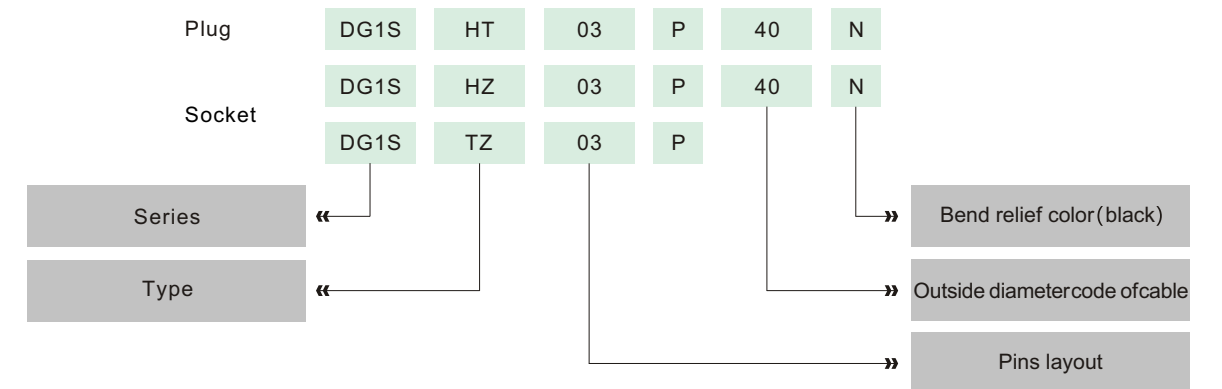 Plug DG1S HT 03 P 40 N
DG1S HZ 03 P 40 N
Socket
DG1S TZ 03 P
Series
Bend relief color(black)
Type
Outside diametercode ofcable
Pins layout